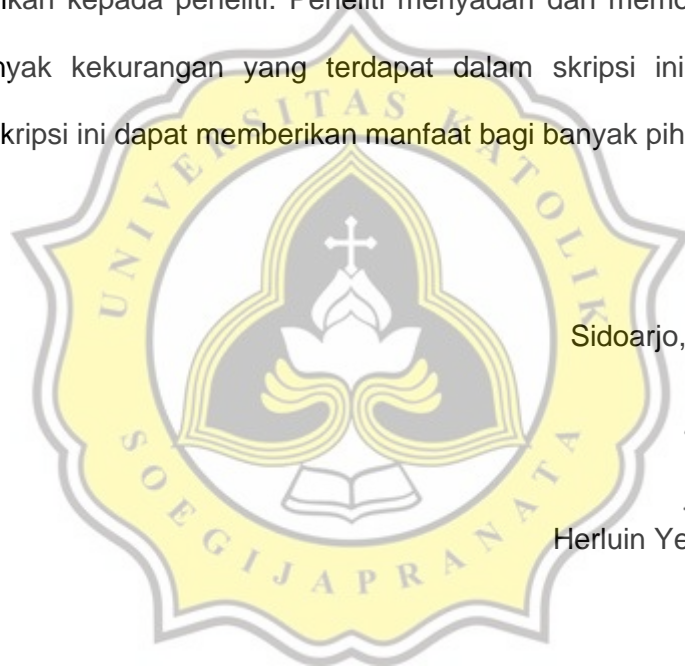 ikan kepada peneliti. Peneliti menyadari dan memo
nyak kekurangan yang terdapat dalam skripsi ini
kripsi ini dapat memberikan manfaat bagi banyak pih
UNIVERSITAS KATOLIK
Sidoarjo,
SOEGIJAPRANATA
Herluin Ye